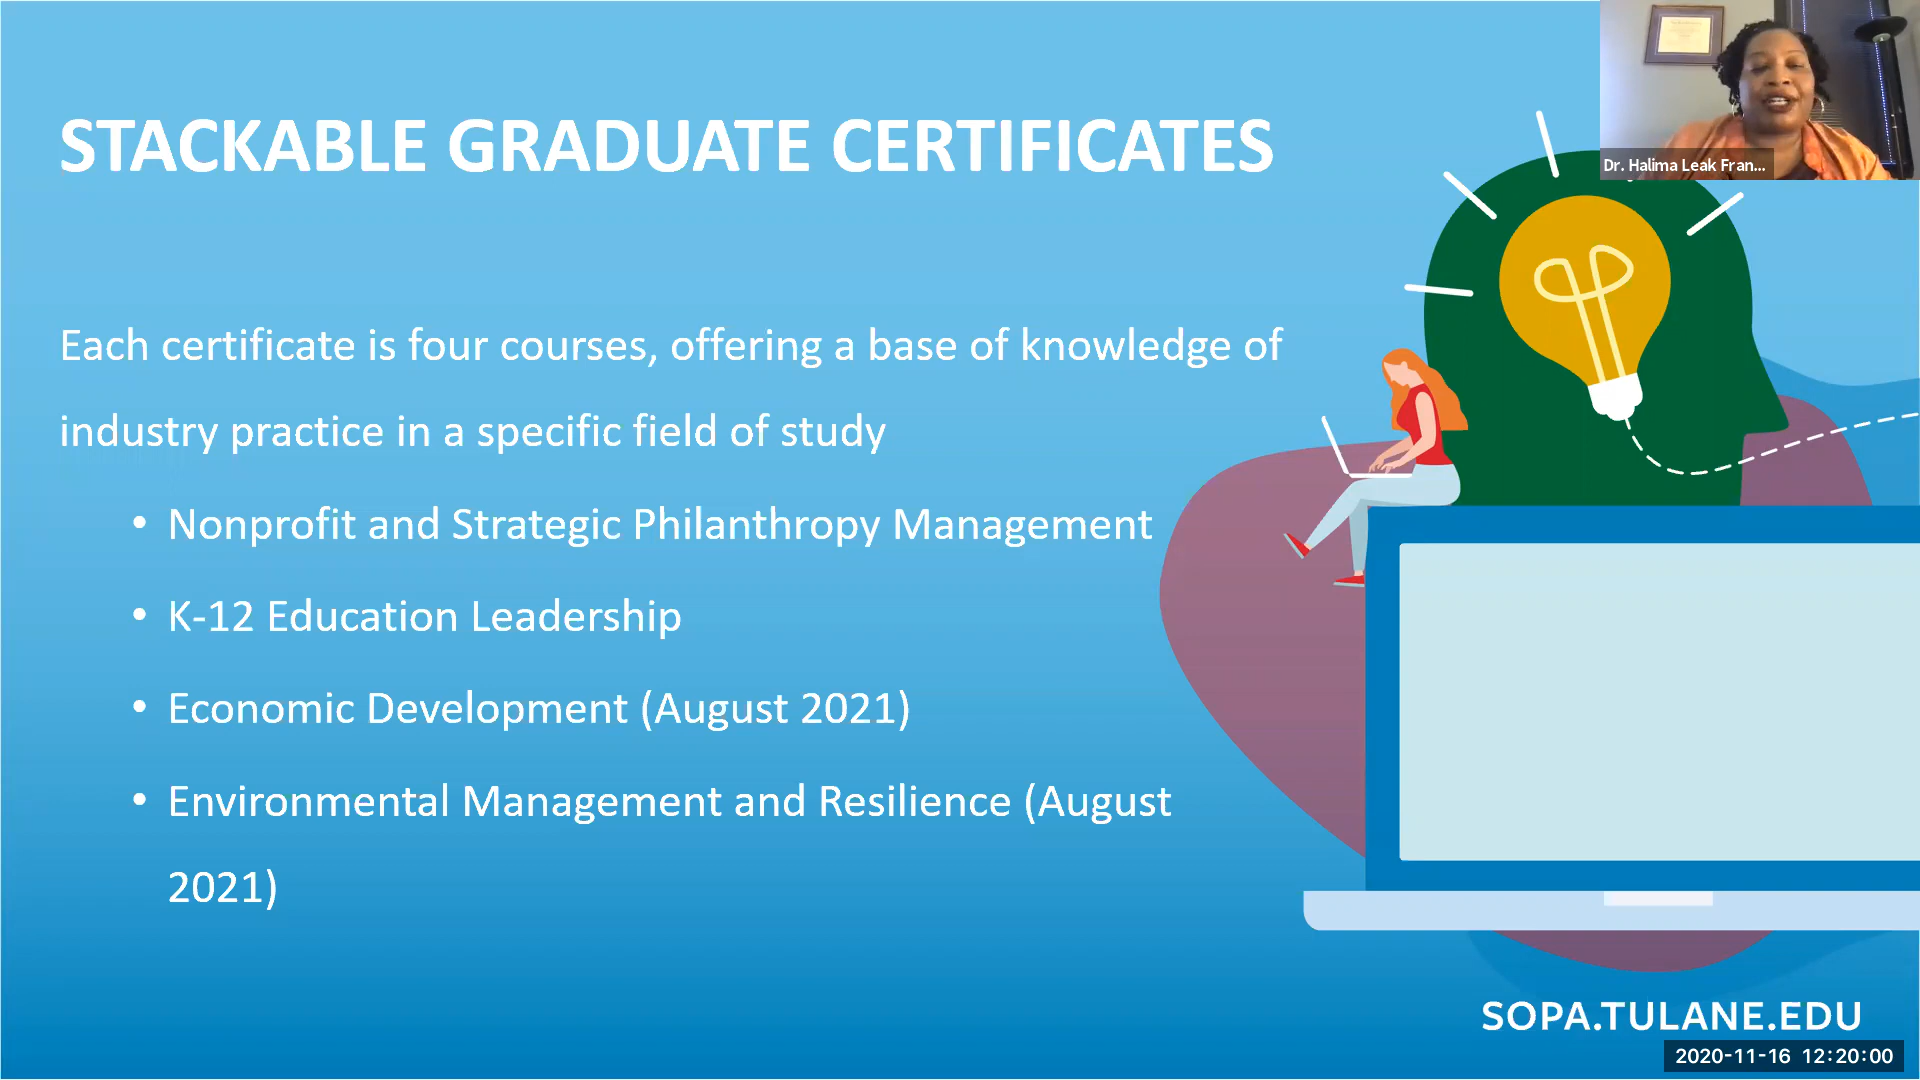 STACKABLE GRADUATE CERTIFICATES
Dr. Halima Leak Fran...
Each certificate is four courses, offering a base of knowledge of
industry practice in a specific field of study
• Nonprofit and Strategic Philanthropy Management
• K-12 Education Leadership
• Economic Development (August 2021)
• Environmental Management and Resilience (August
2021)
SOPA.TULANE.EDU
2020-11-16 12:20:00